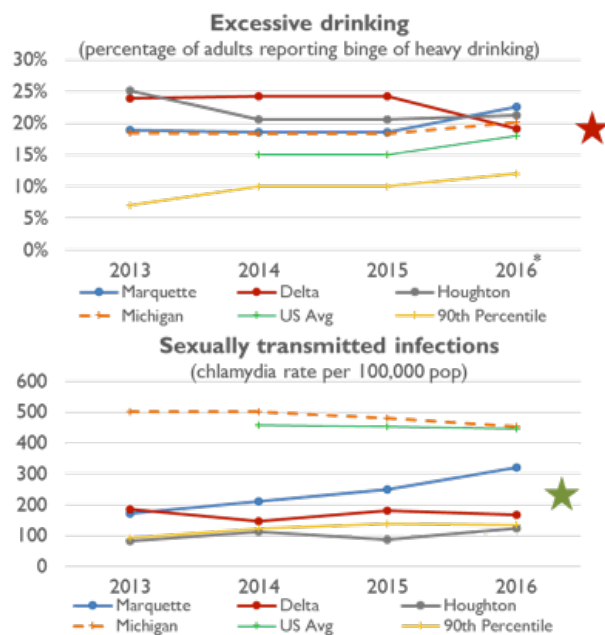 Excessive drinking
(percentage of adults reporting binge of heavy drinking)
30%
25%
20%
15%
10%
5%
0%
2013 2014 2015 2016*
Marquette Delta Houghton
Michigan US Avg 90th Percentile
Sexually transmitted infections
(chlamydia rate per 100,000 pop)
600
500
400
300
200
100
0
2013 2014 2015 2016
Marquette Delta Houghton
Michigan US Avg 90th Percentile